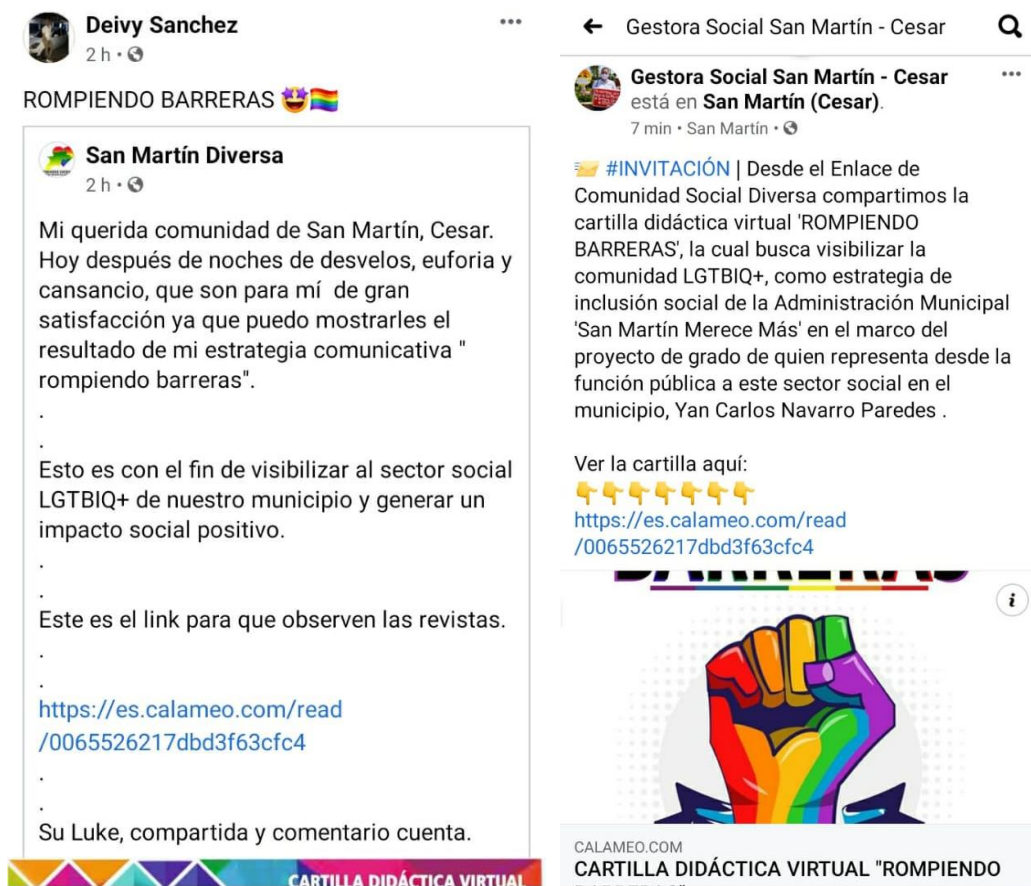 Deivy Sanchez
2 h
ROMPIENDO BARRERAS 🤩🏳️‍🌈
San Martín Diversa
2 h
Mi querida comunidad de San Martín, Cesar.
Hoy después de noches de desvelos, euforia y
cansancio, que son para mí de gran
satisfacción ya que puedo mostrarles el
resultado de mi estrategia comunicativa "
rompiendo barreras".
.
.
Esto es con el fin de visibilizar al sector social
LGTBIQ+ de nuestro municipio y generar un
impacto social positivo.
.
.
Este es el link para que observen las revistas.
.
.
https://es.calameo.com/read
/0065526217dbd3f63cfc4
.
.
Su Luke, compartida y comentario cuenta.
CARTILLA DIDÁCTICA VIRTUAL
Gestora Social San Martín - Cesar
Gestora Social San Martín - Cesar
está en San Martín (Cesar).
7 min • San Martín •
📨 #INVITACIÓN | Desde el Enlace de
Comunidad Social Diversa compartimos la
cartilla didáctica virtual 'ROMPIENDO
BARRERAS', la cual busca visibilizar la
comunidad LGTBIQ+, como estrategia de
inclusión social de la Administración Municipal
'San Martín Merece Más' en el marco del
proyecto de grado de quien representa desde la
función pública a este sector social en el
municipio, Yan Carlos Navarro Paredes .
Ver la cartilla aquí:
👇👇👇👇👇👇👇
https://es.calameo.com/read
/0065526217dbd3f63cfc4
CALAMEO.COM
CARTILLA DIDÁCTICA VIRTUAL "ROMPIENDO